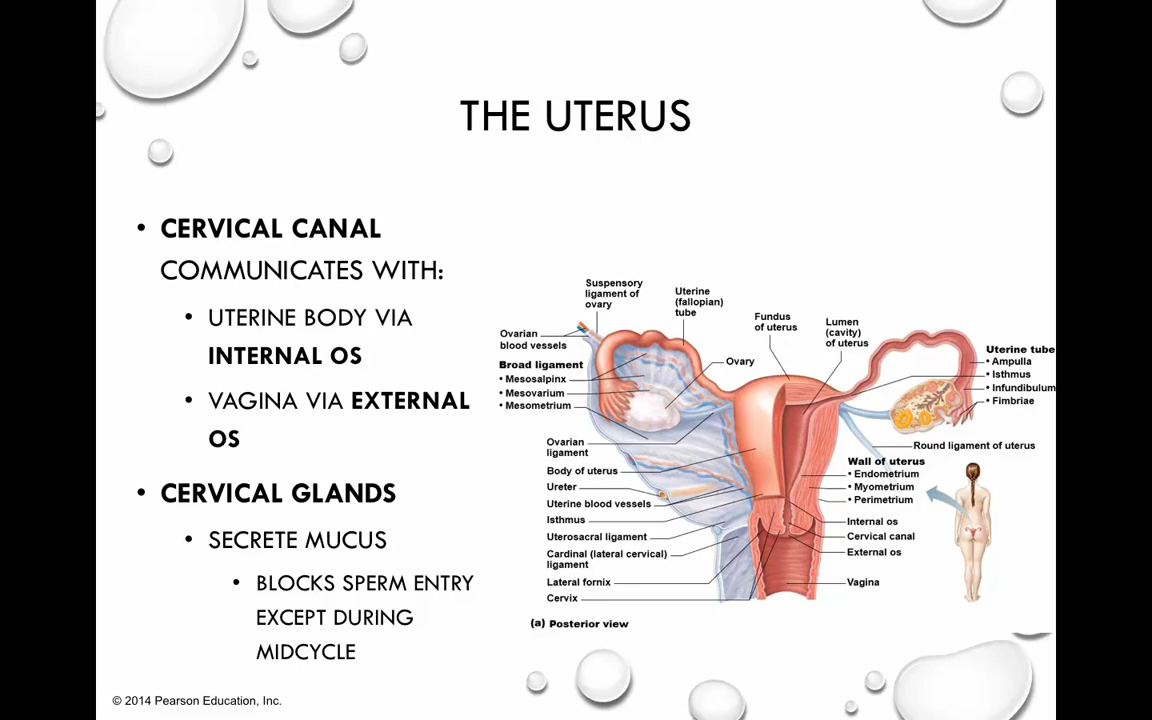 THE UTERUS
• CERVICAL CANAL
COMMUNICATES WITH:
• UTERINE BODY VIA
INTERNAL OS
• VAGINA VIA EXTERNAL
OS
• CERVICAL GLANDS
• SECRETE MUCUS
• BLOCKS SPERM ENTRY
EXCEPT DURING
MIDCYCLE
Suspensory
ligament of
ovary
Uterine
(fallopian)
tube
Fundus
of uterus
Lumen
(cavity)
of uterus
Ovarian
blood vessels
Broad ligament
• Mesosalpinx
• Mesovarium
• Mesometrium
Ovary
Uterine tube
• Ampulla
• Isthmus
• Infundibulum
• Fimbriae
Ovarian
ligament
Body of uterus
Ureter
Uterine blood vessels
Isthmus
Uterosacral ligament
Cardinal (lateral cervical)
ligament
Lateral fornix
Cervix
Round ligament of uterus
Wall of uterus
• Endometrium
• Myometrium
• Perimetrium
Internal os
Cervical canal
External os
Vagina
(a) Posterior view
© 2014 Pearson Education, Inc.